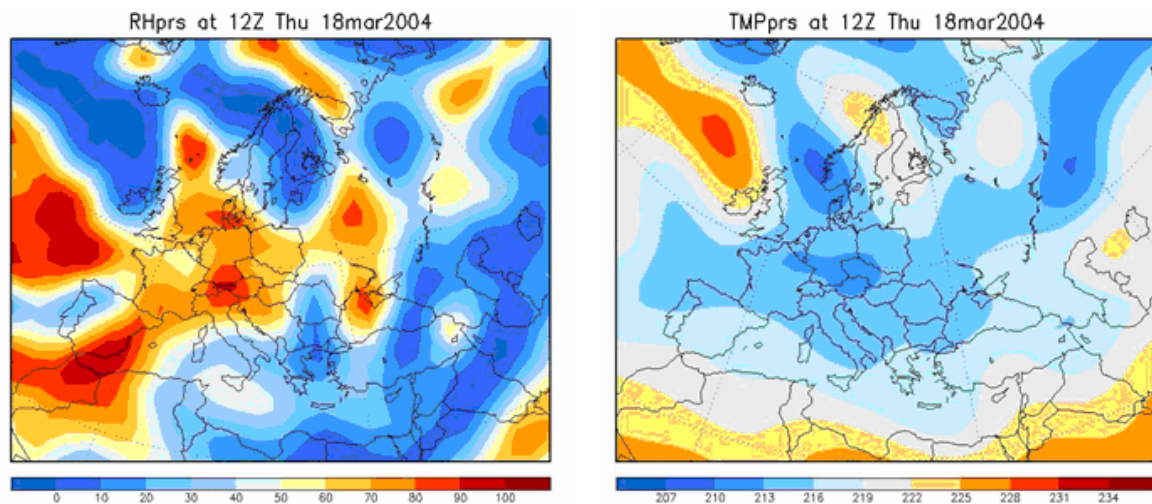 RHprs at 12Z Thu 18mar2004
TMPprs at 12Z Thu 18mar2004
0 10 20 30 40 50 60 70 80 90 100
207 210 213 216 219 222 225 228 231 234